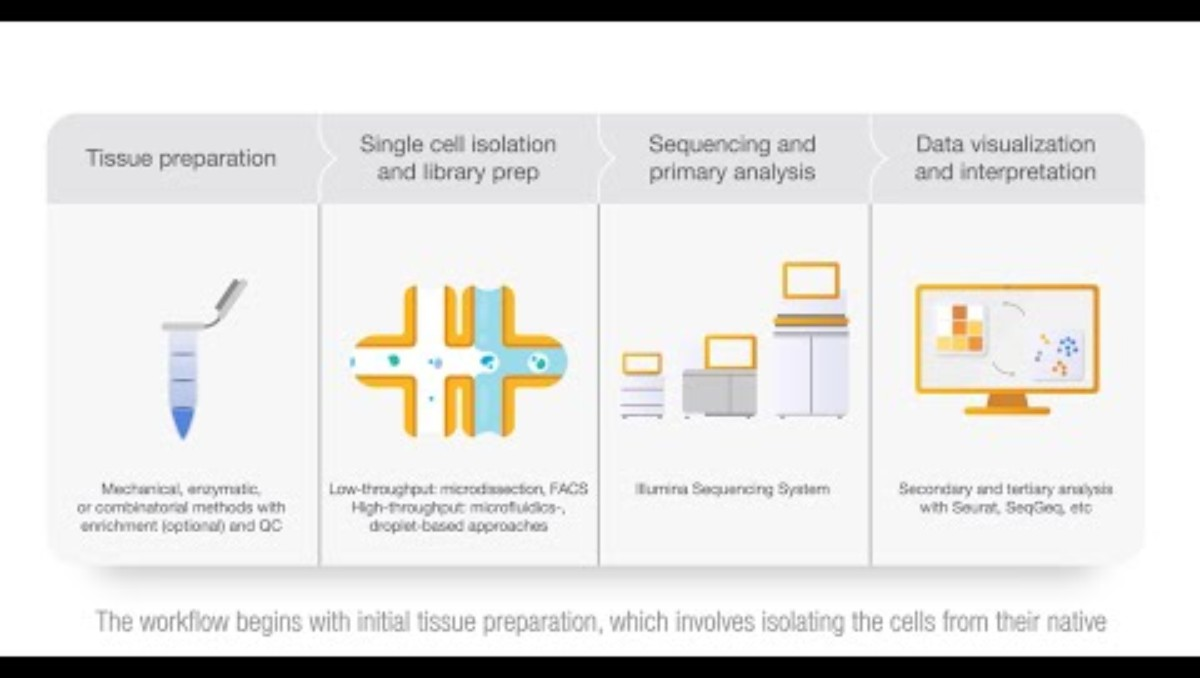 Tissue preparation
Single cell isolation
and library prep
Sequencing and
primary analysis
Data visualization
and interpretation
Mechanical, enzymatic,
or combinatorial methods with
enrichment (optional) and QC
Low-throughput: microdissection, FACS
High-throughput: microfluidics-,
droplet-based approaches
Illumina Sequencing System
Secondary and tertiary analysis
with Seurat, SeqGeq, etc
The workflow begins with initial tissue preparation, which involves isolating the cells from their native